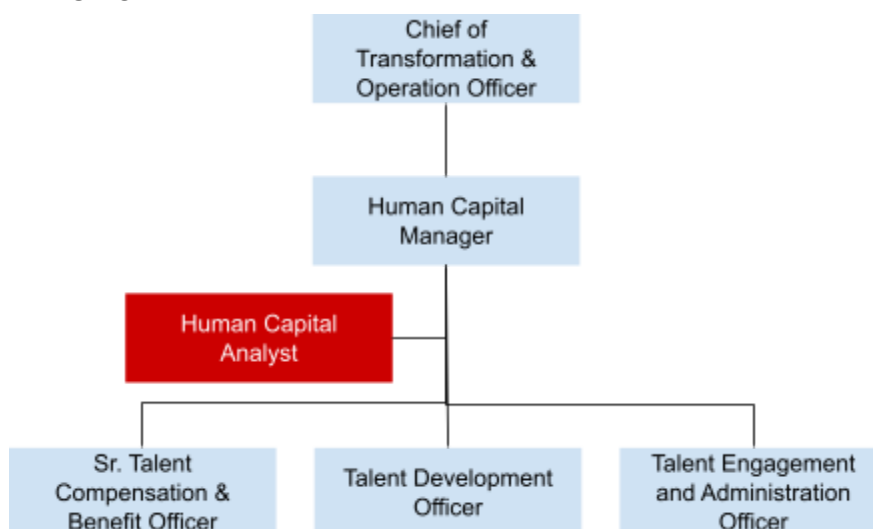 Chief of
Transformation &
Operation Officer
Human Capital
Manager
Human Capital
Analyst
Sr. Talent
Compensation &
Benefit Officer
Talent Development
Officer
Talent Engagement
and Administration
Officer